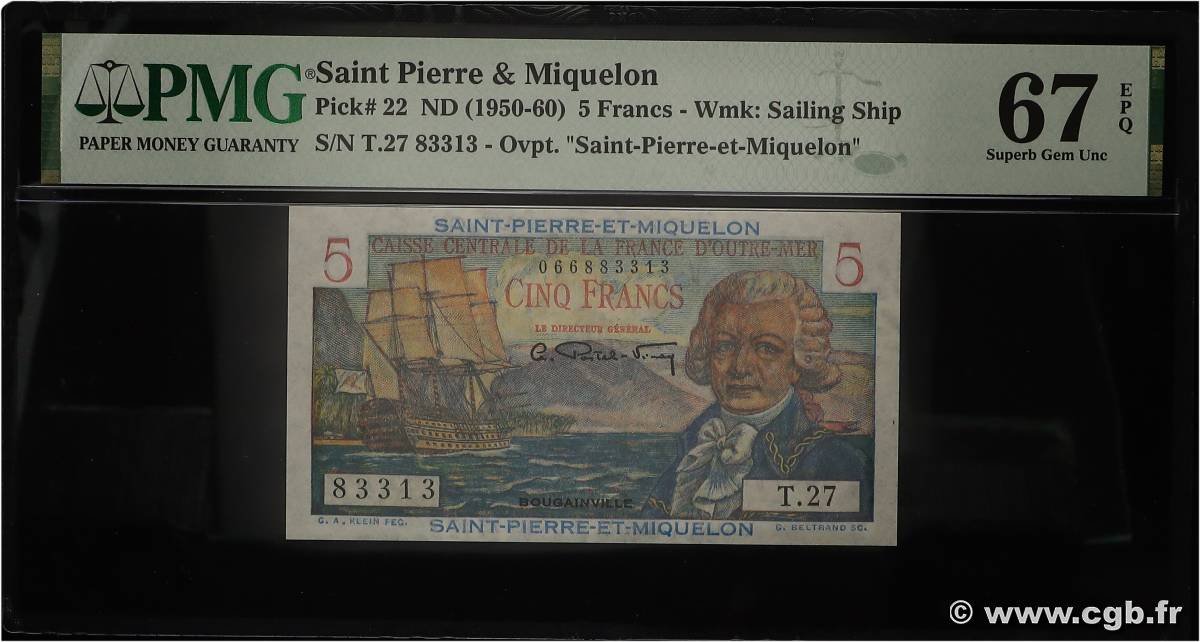 PMG® Saint Pierre & Miquelon
PAPER MONEY GUARANTY
Pick# 22 ND (1950-60) 5 Francs - Wmk: Sailing Ship
S/N T.27 83313 - Ovpt. "Saint-Pierre-et-Miquelon"
67 EPQ
Superb Gem Unc
SAINT-PIERRE-ET-MIQUELON
5 CAISSE CENTRALE DE LA FRANCE D'OUTRE-MER 5
066883313
CINQ FRANCS
LE DIRECTEUR GÉNÉRAL
83313
T.27
BOUGAINVILLE
G. A. KLEIN FEC.
SAINT-PIERRE-ET-MIQUELON
G. BELTRAND SC.
© www.cgb.fr